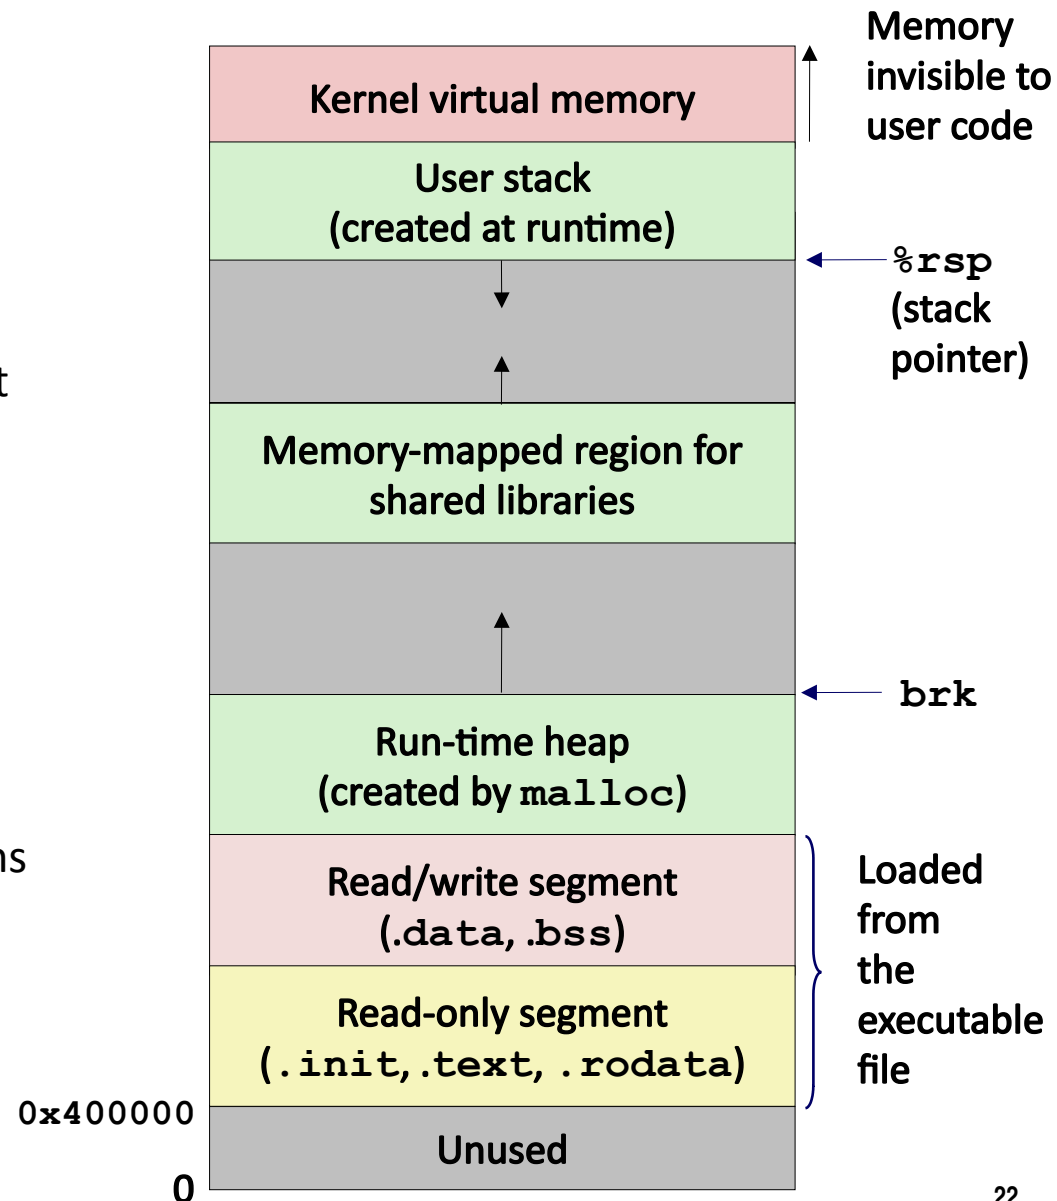 Memory
invisible to
user code
Kernel virtual memory
User stack
(created at runtime)
%rsp
(stack
pointer)
t
Memory-mapped region for
shared libraries
brk
Run-time heap
(created by malloc)
ns
Loaded
from
the
executable
file
Read/write segment
(.data, .bss)
Read-only segment
(.init, .text, .rodata)
0x400000
Unused
0
22